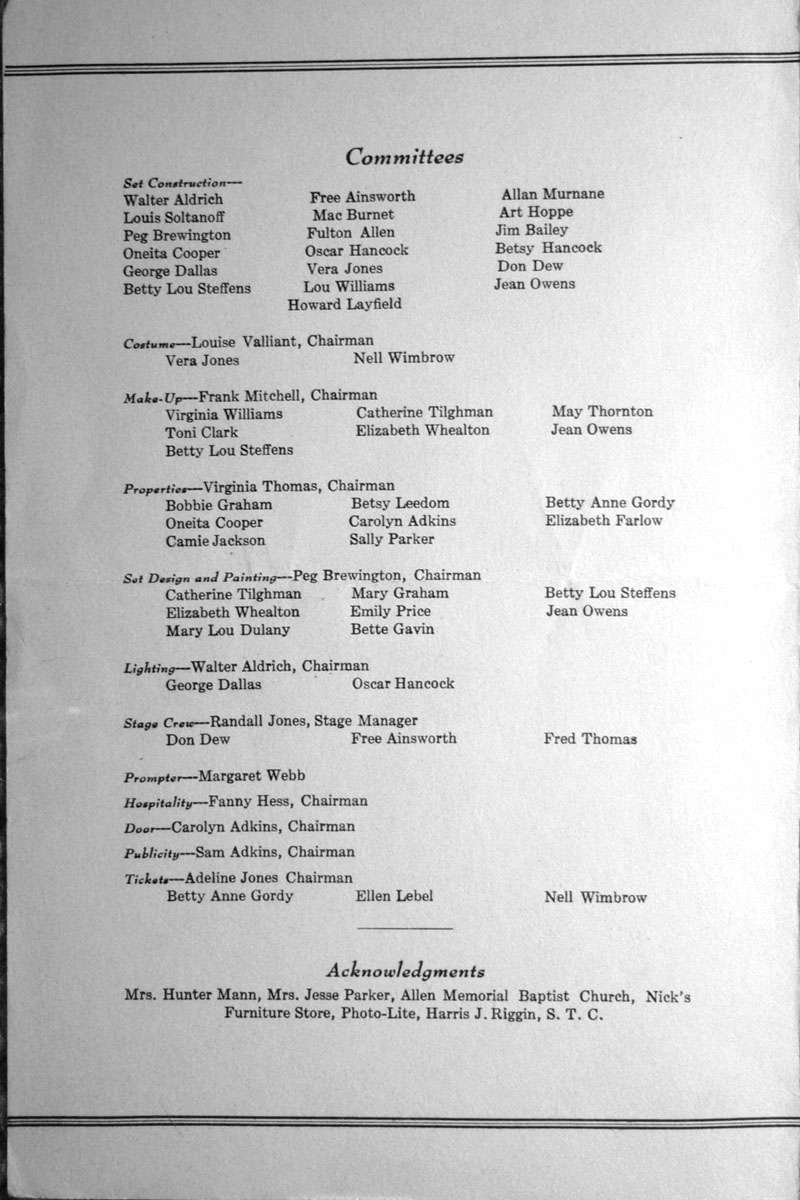 Committees
Set Construction—
Walter Aldrich Free Ainsworth Allan Murnane
Louis Soltanoff Mac Burnet Art Hoppe
Peg Brewington Fulton Allen Jim Bailey
Oneita Cooper Oscar Hancock Betsy Hancock
George Dallas Vera Jones Don Dew
Betty Lou Steffens Lou Williams Jean Owens
Howard Layfield
Costume—Louise Valliant, Chairman
Vera Jones Nell Wimbrow
Make-Up—Frank Mitchell, Chairman
Virginia Williams Catherine Tilghman May Thornton
Toni Clark Elizabeth Whealton Jean Owens
Betty Lou Steffens
Properties—Virginia Thomas, Chairman
Bobbie Graham Betsy Leedom Betty Anne Gordy
Oneita Cooper Carolyn Adkins Elizabeth Farlow
Camie Jackson Sally Parker
Set Design and Painting—Peg Brewington, Chairman
Catherine Tilghman Mary Graham Betty Lou Steffens
Elizabeth Whealton Emily Price Jean Owens
Mary Lou Dulany Bette Gavin
Lighting—Walter Aldrich, Chairman
George Dallas Oscar Hancock
Stage Crew—Randall Jones, Stage Manager
Don Dew Free Ainsworth Fred Thomas
Prompter—Margaret Webb
Hospitality—Fanny Hess, Chairman
Door—Carolyn Adkins, Chairman
Publicity—Sam Adkins, Chairman
Tickets—Adeline Jones Chairman
Betty Anne Gordy Ellen Lebel Nell Wimbrow
Acknowledgments
Mrs. Hunter Mann, Mrs. Jesse Parker, Allen Memorial Baptist Church, Nick's
Furniture Store, Photo-Lite, Harris J. Riggin, S. T. C.